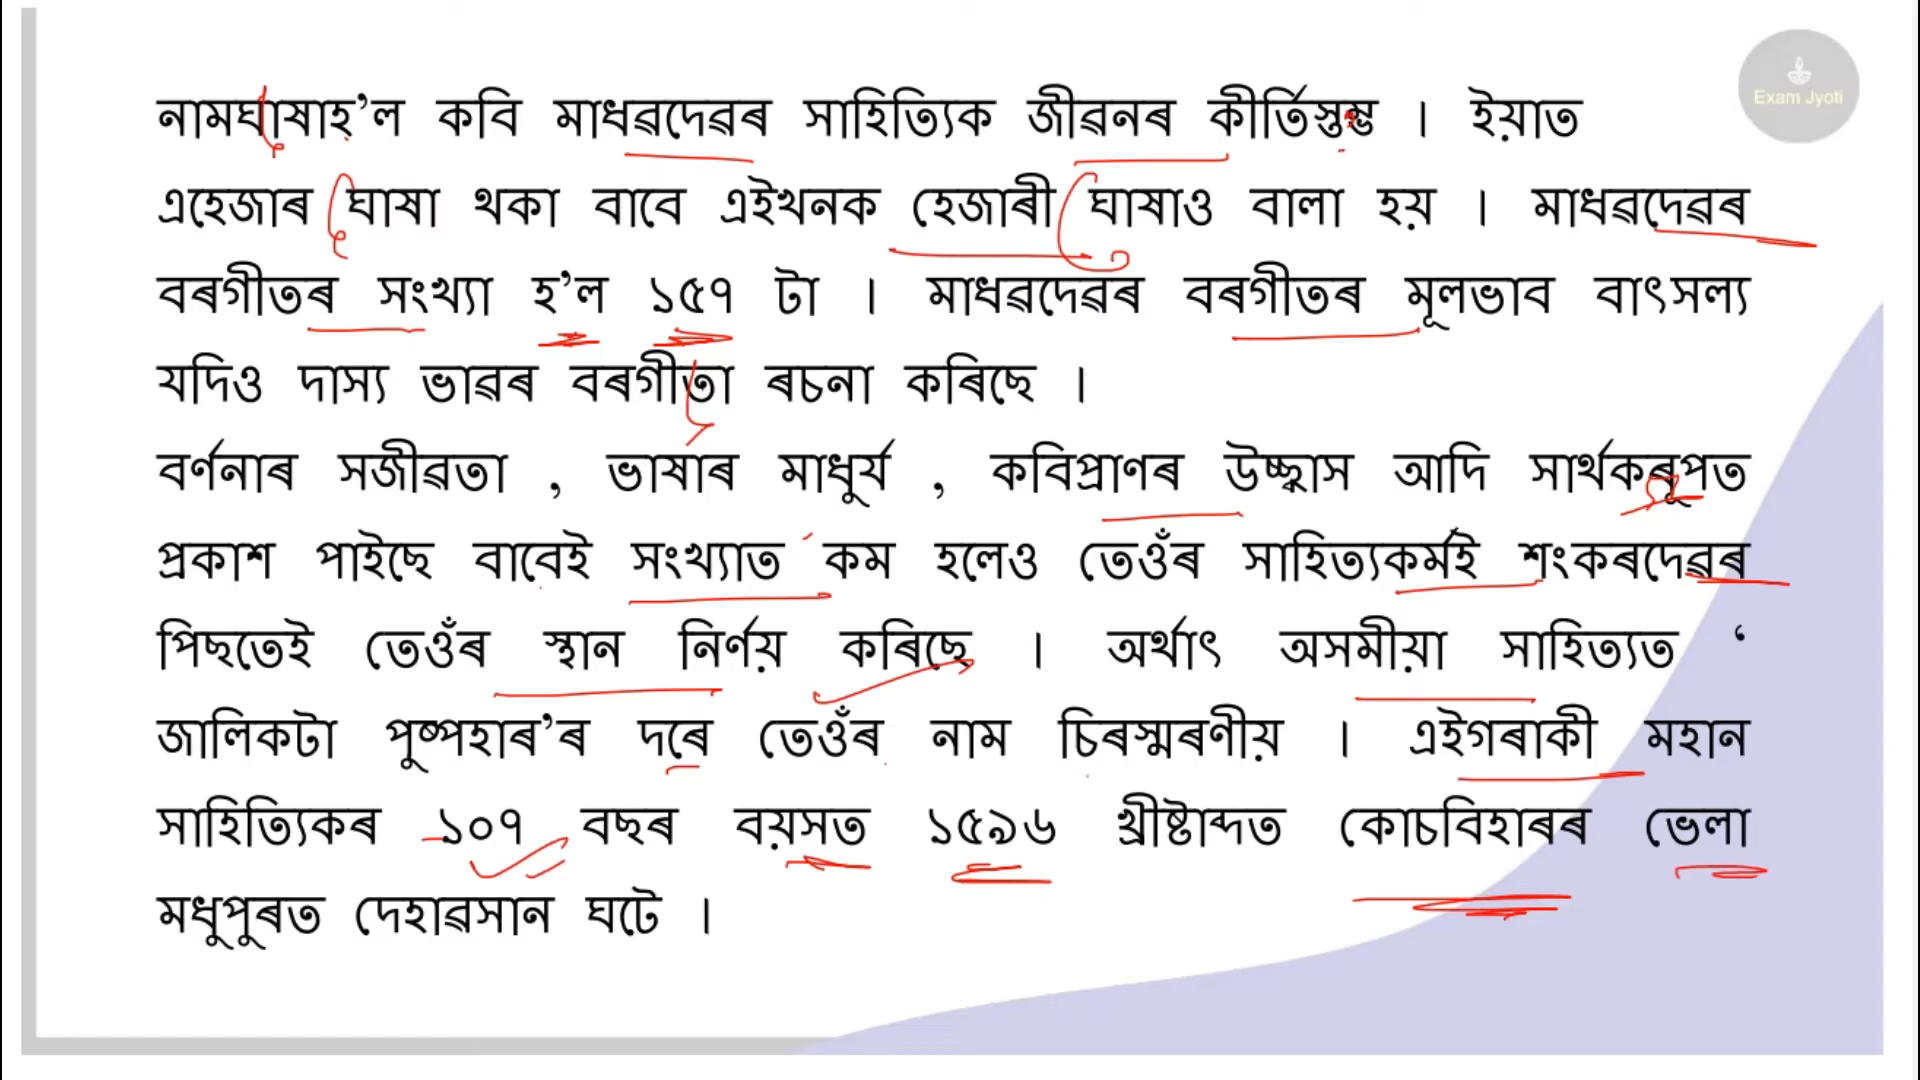 Exam Jyoti
নামঘাষাহ’ল কবি মাধৱদেৱৰ সাহিত্যিক জীৱনৰ কীৰ্তিস্তম্ভ । ইয়াত
এহেজাৰ ঘাষা থকা বাবে এইখনক হেজাৰী ঘাষাও বালা হয় । মাধৱদেৱৰ
বৰগীতৰ সংখ্যা হ’ল ১৫৭ টা । মাধৱদেৱৰ বৰগীতৰ মূলভাব বাৎসল্য
যদিও দাস্য ভাৱৰ বৰগীতা ৰচনা কৰিছে ।
বৰ্ণনাৰ সজীৱতা , ভাষাৰ মাধুৰ্য , কবিপ্ৰাণৰ উচ্ছ্বাস আদি সাৰ্থকৰূপত
প্ৰকাশ পাইছে বাবেই সংখ্যাত কম হলেও তেওঁৰ সাহিত্যকৰ্মই শংকৰদেৱৰ
পিছতেই তেওঁৰ স্থান নিৰ্ণয় কৰিছে । অৰ্থাৎ অসমীয়া সাহিত্যত ‘
জালিকটা পুষ্পহাৰ’ৰ দৰে তেওঁৰ নাম চিৰস্মৰণীয় । এইগৰাকী মহান
সাহিত্যিকৰ ১০৭ বছৰ বয়সত ১৫৯৬ খ্ৰীষ্টাব্দত কোচবিহাৰৰ ভেলা
মধুপুৰত দেহাৱসান ঘটে ।